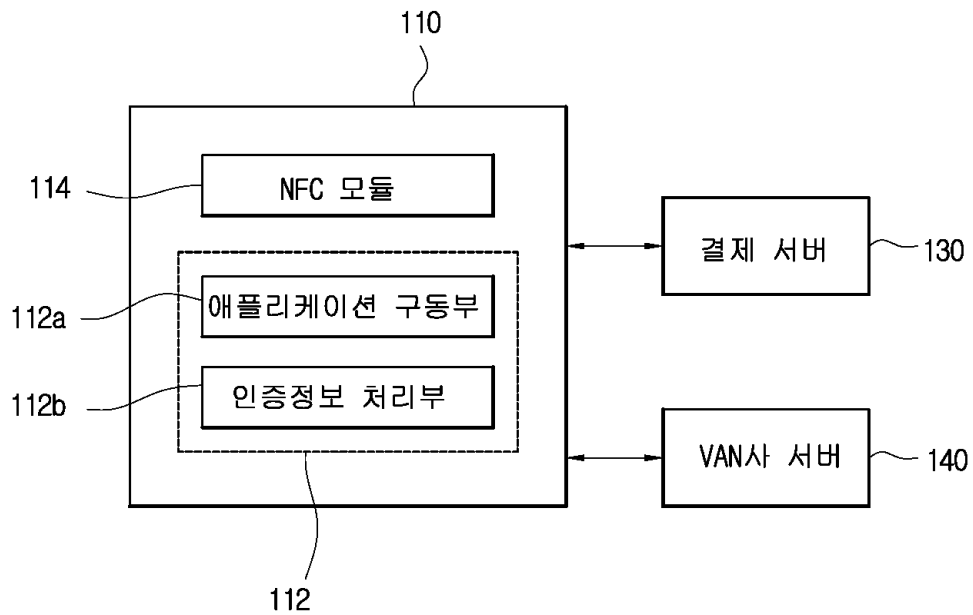 110
114
NFC 모듈
결제 서버
130
112a
애플리케이션 구동부
112b
인증정보 처리부
VAN사 서버
140
112